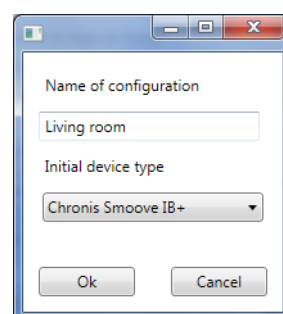 Name of configuration
Living room
Initial device type
Chronis Smoove IB+
Ok
Cancel